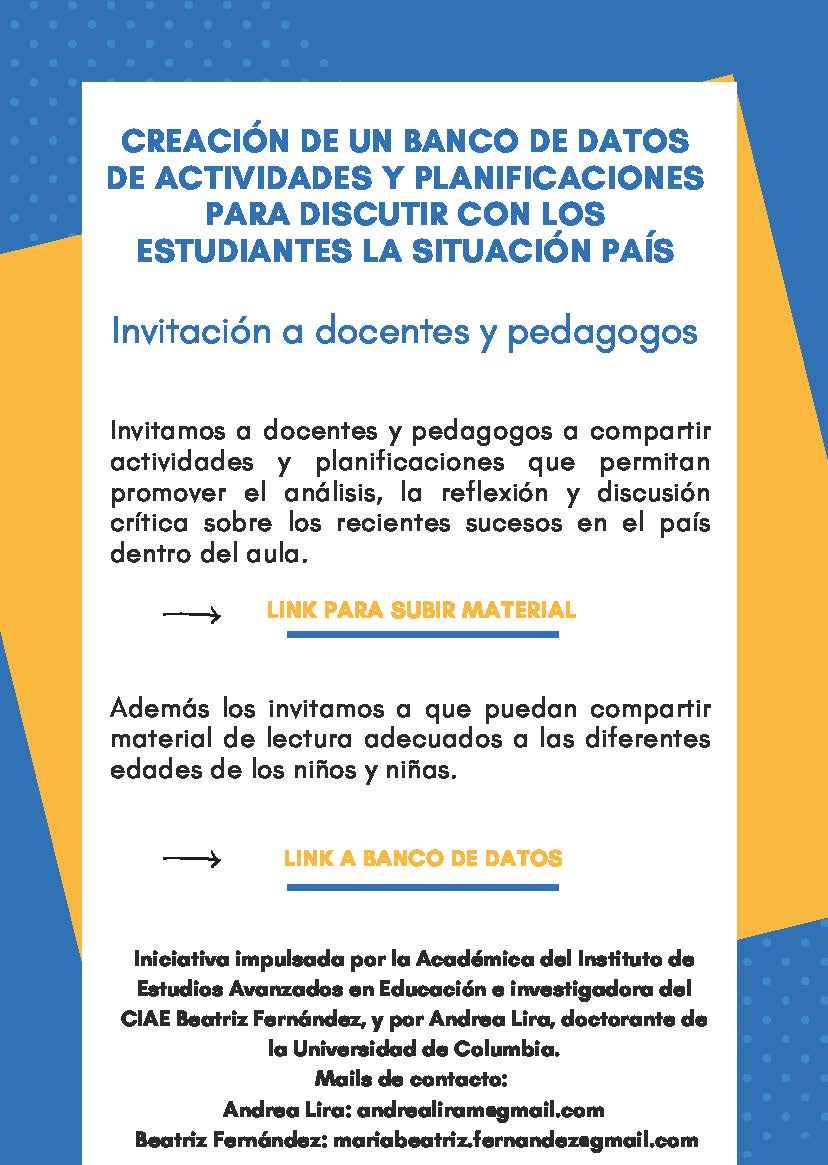 CREACIÓN DE UN BANCO DE DATOS
DE ACTIVIDADES Y PLANIFICACIONES
PARA DISCUTIR CON LOS
ESTUDIANTES LA SITUACIÓN PAÍS
Invitación a docentes y pedagogos
Invitamos a docentes y pedagogos a compartir
actividades y planificaciones que permitan
promover el análisis, la reflexión y discusión
crítica sobre los recientes sucesos en el país
dentro del aula.
LINK PARA SUBIR MATERIAL
Además los invitamos a que puedan compartir
material de lectura adecuados a las diferentes
edades de los niños y niñas.
LINK A BANCO DE DATOS
Iniciativa impulsada por la Académica del Instituto de
Estudios Avanzados en Educación e investigadora del
CIAE Beatriz Fernández, y por Andrea Lira, doctorante de
la Universidad de Columbia.
Mails de contacto:
Andrea Lira: andrealiram@gmail.com
Beatriz Fernández: mariabeatriz.fernandez@gmail.com